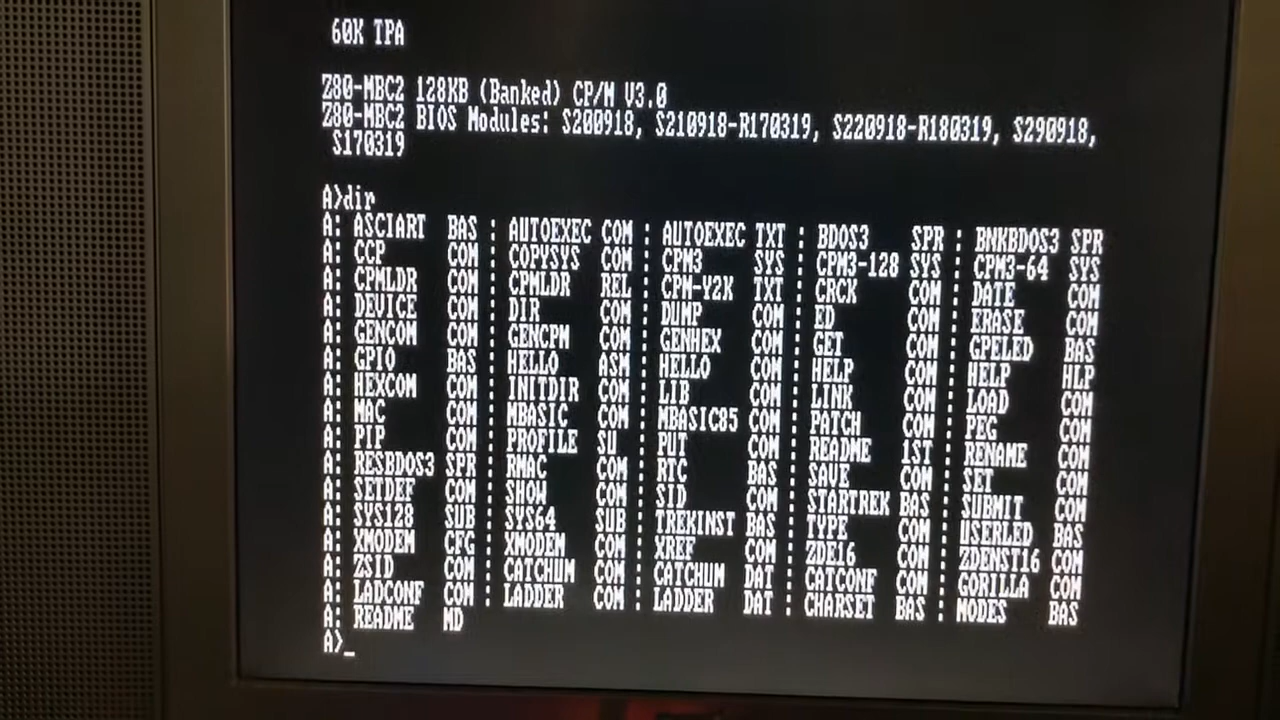 60K TPA
Z80-MBC2 128KB (Banked) CP/M V3.0
Z80-MBC2 BIOS Modules: S200918, S210918-R170319, S220918-R180319, S290918,
S170319
A>dir
A: ASCIART  BAS : AUTOEXEC COM : AUTOEXEC TXT : BDOS3    SPR : BNKBDOS3 SPR
A: CCP      COM : COPYSYS  COM : CPM3     SYS : CPM3-128 SYS : CPM3-64  SYS
A: CPMLDR   COM : CPMLDR   REL : CPM-Y2K  TXT : CRCK     COM : DATE     COM
A: DEVICE   COM : DIR      COM : DUMP     COM : ED       COM : ERASE    COM
A: GENCOM   COM : GENCPM   COM : GENHEX   COM : GET      COM : GPELED   BAS
A: GPIO     BAS : HELLO    ASM : HELLO    COM : HELP     COM : HELP     HLP
A: HEXCOM   COM : INITDIR  COM : LIB      COM : LINK     COM : LOAD     COM
A: MAC      COM : MBASIC   COM : MBASIC85 COM : PATCH    COM : PEG      COM
A: PIP      COM : PROFILE  SU  : PUT      COM : README   1ST : RENAME   COM
A: RESBDOS3 SPR : RMAC     COM : RTC      BAS : SAVE     COM : SET      COM
A: SETDEF   COM : SHOW     COM : SID      COM : STARTREK BAS : SUBMIT   COM
A: SYS128   SUB : SYS64    SUB : TREKINST BAS : TYPE     COM : USERLED  BAS
A: XMODEM   CFG : XMODEM   COM : XREF     COM : ZDE16    COM : ZDENST16 COM
A: ZSID     COM : CATCHUM  COM : CATCHUM  DAT : CATCONF  COM : GORILLA  COM
A: LADCONF  COM : LADDER   COM : LADDER   DAT : CHARSET  BAS : MODES    BAS
A: README   MD
A>_